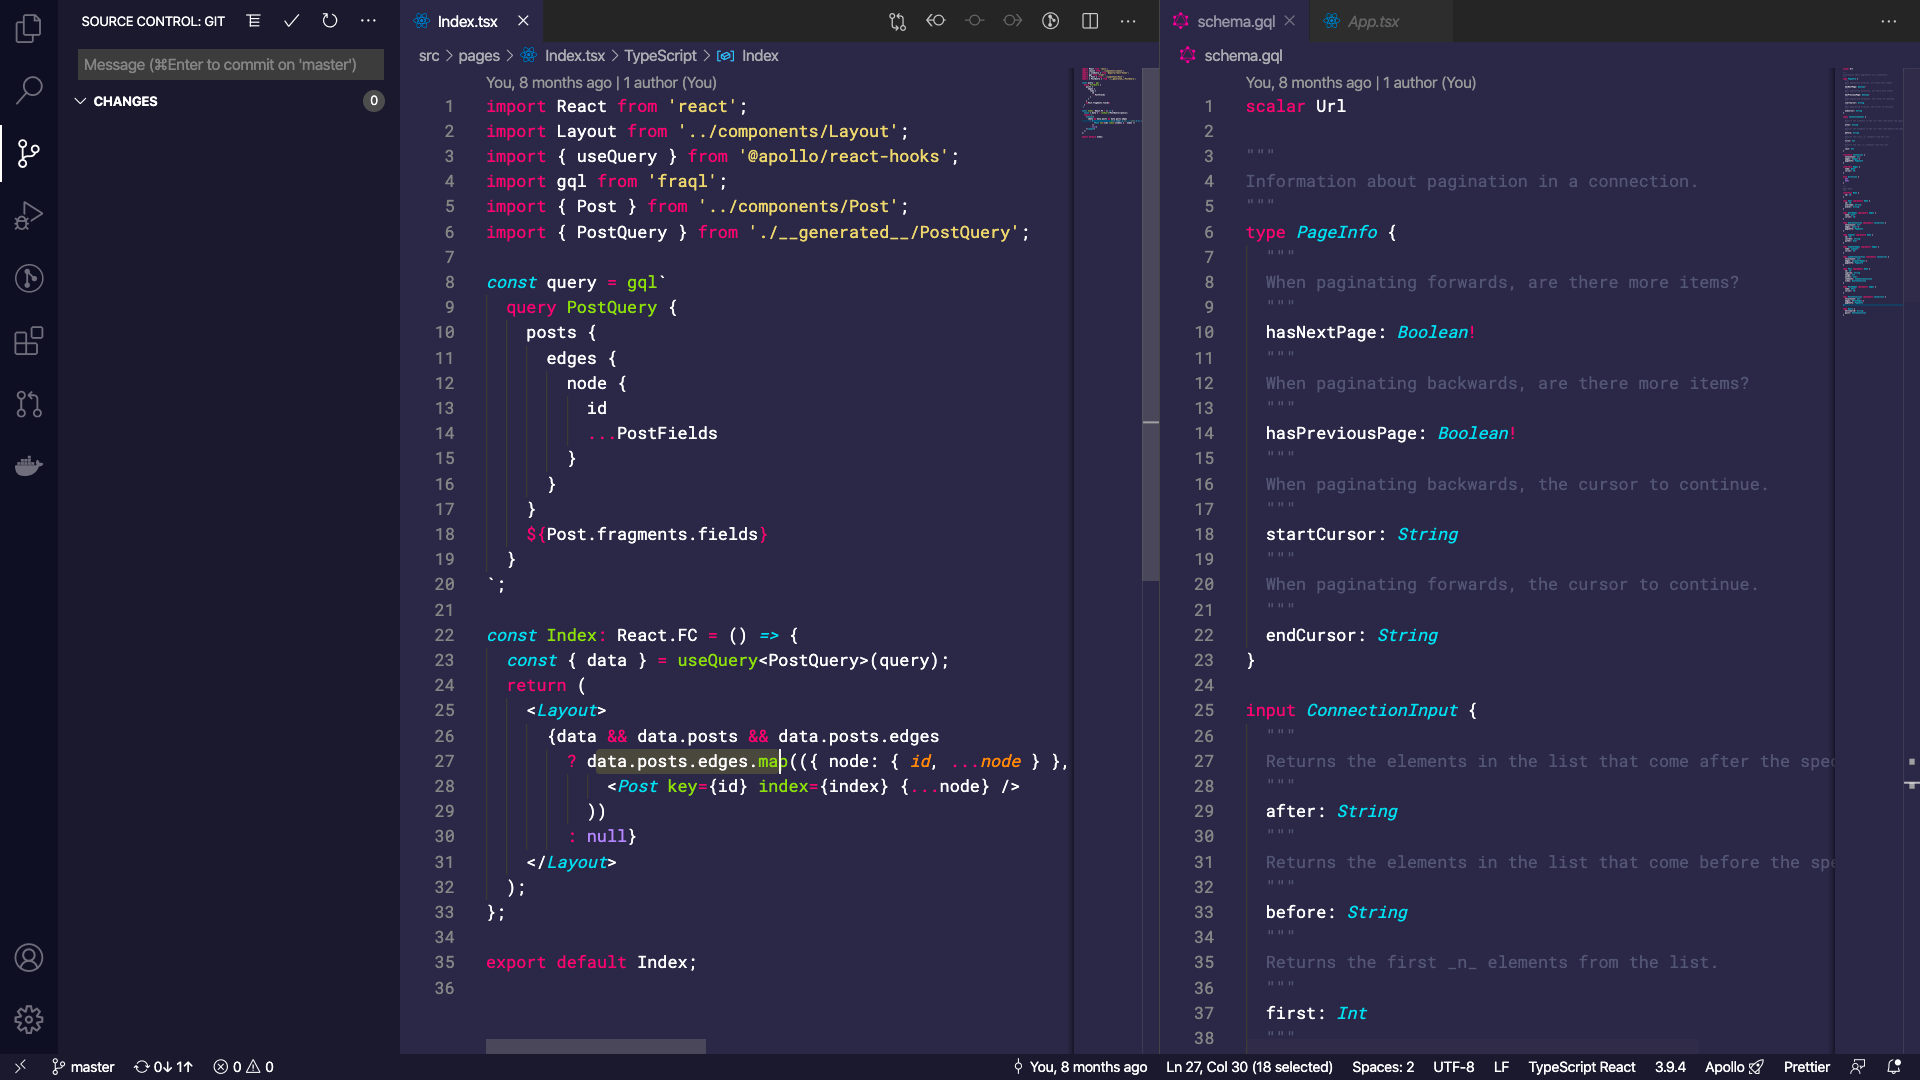 SOURCE CONTROL: GIT
Message (⌘Enter to commit on 'master')
CHANGES
0
Index.tsx
src > pages > Index.tsx > TypeScript > Index
You, 8 months ago | 1 author (You)
1 import React from 'react';
2 import Layout from '../components/Layout';
3 import { useQuery } from '@apollo/react-hooks';
4 import gql from 'fraql';
5 import { Post } from '../components/Post';
6 import { PostQuery } from './__generated__/PostQuery';
7
8 const query = gql`
9   query PostQuery {
10     posts {
11       edges {
12         node {
13           id
14           ...PostFields
15         }
16       }
17     }
18     ${Post.fragments.fields}
19   }
20 `;
21
22 const Index: React.FC = () => {
23   const { data } = useQuery<PostQuery>(query);
24   return (
25     <Layout>
26       {data && data.posts && data.posts.edges
27         ? data.posts.edges.map(({ node: { id, ...node } },
28             <Post key={id} index={index} {...node} />
29           ))
30         : null}
31     </Layout>
32   );
33 };
34
35 export default Index;
36
schema.gql
App.tsx
schema.gql
You, 8 months ago | 1 author (You)
1 scalar Url
2
3 """
4 Information about pagination in a connection.
5 """
6 type PageInfo {
7   """
8   When paginating forwards, are there more items?
9   """
10   hasNextPage: Boolean!
11   """
12   When paginating backwards, are there more items?
13   """
14   hasPreviousPage: Boolean!
15   """
16   When paginating backwards, the cursor to continue.
17   """
18   startCursor: String
19   """
20   When paginating forwards, the cursor to continue.
21   """
22   endCursor: String
23 }
24
25 input ConnectionInput {
26   """
27   Returns the elements in the list that come after the spec
28   """
29   after: String
30   """
31   Returns the elements in the list that come before the spe
32   """
33   before: String
34   """
35   Returns the first _n_ elements from the list.
36   """
37   first: Int
38   """
master 0↓ 1↑ 0 0
You, 8 months ago Ln 27, Col 30 (18 selected) Spaces: 2 UTF-8 LF TypeScript React 3.9.4 Apollo Prettier